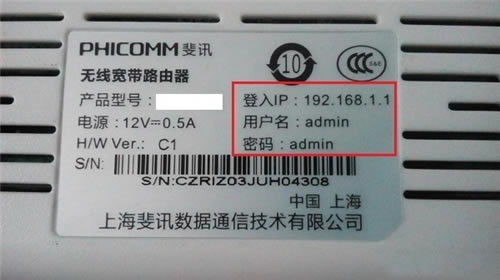 PHICOMM 斐讯
10
CCC
S&E
无线宽带路由器
产品型号:
登入IP : 192.168.1.1
电源 : 12V⎓0.5A
用户名 : admin
H/W Ver.: C1
密码 : admin
S/N:
S/N:CZRIZ03JUH04308
中国 上海
上海斐讯数据通信技术有限公司